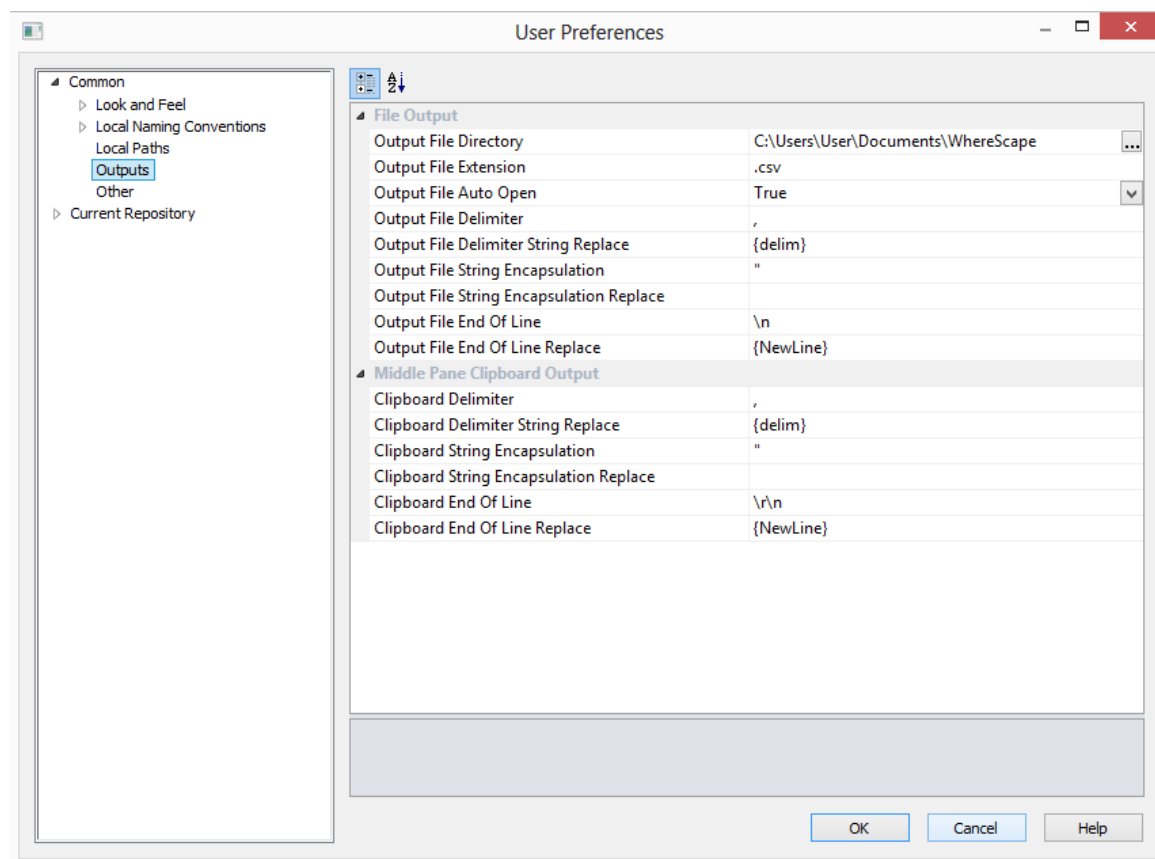 User Preferences
Common
Look and Feel
Local Naming Conventions
Local Paths
Outputs
Other
Current Repository
File Output
Output File Directory C:\Users\User\Documents\WhereScape ...
Output File Extension .csv
Output File Auto Open True
Output File Delimiter ,
Output File Delimiter String Replace {delim}
Output File String Encapsulation "
Output File String Encapsulation Replace
Output File End Of Line \n
Output File End Of Line Replace {NewLine}
Middle Pane Clipboard Output
Clipboard Delimiter ,
Clipboard Delimiter String Replace {delim}
Clipboard String Encapsulation "
Clipboard String Encapsulation Replace
Clipboard End Of Line \r\n
Clipboard End Of Line Replace {NewLine}
OK Cancel Help